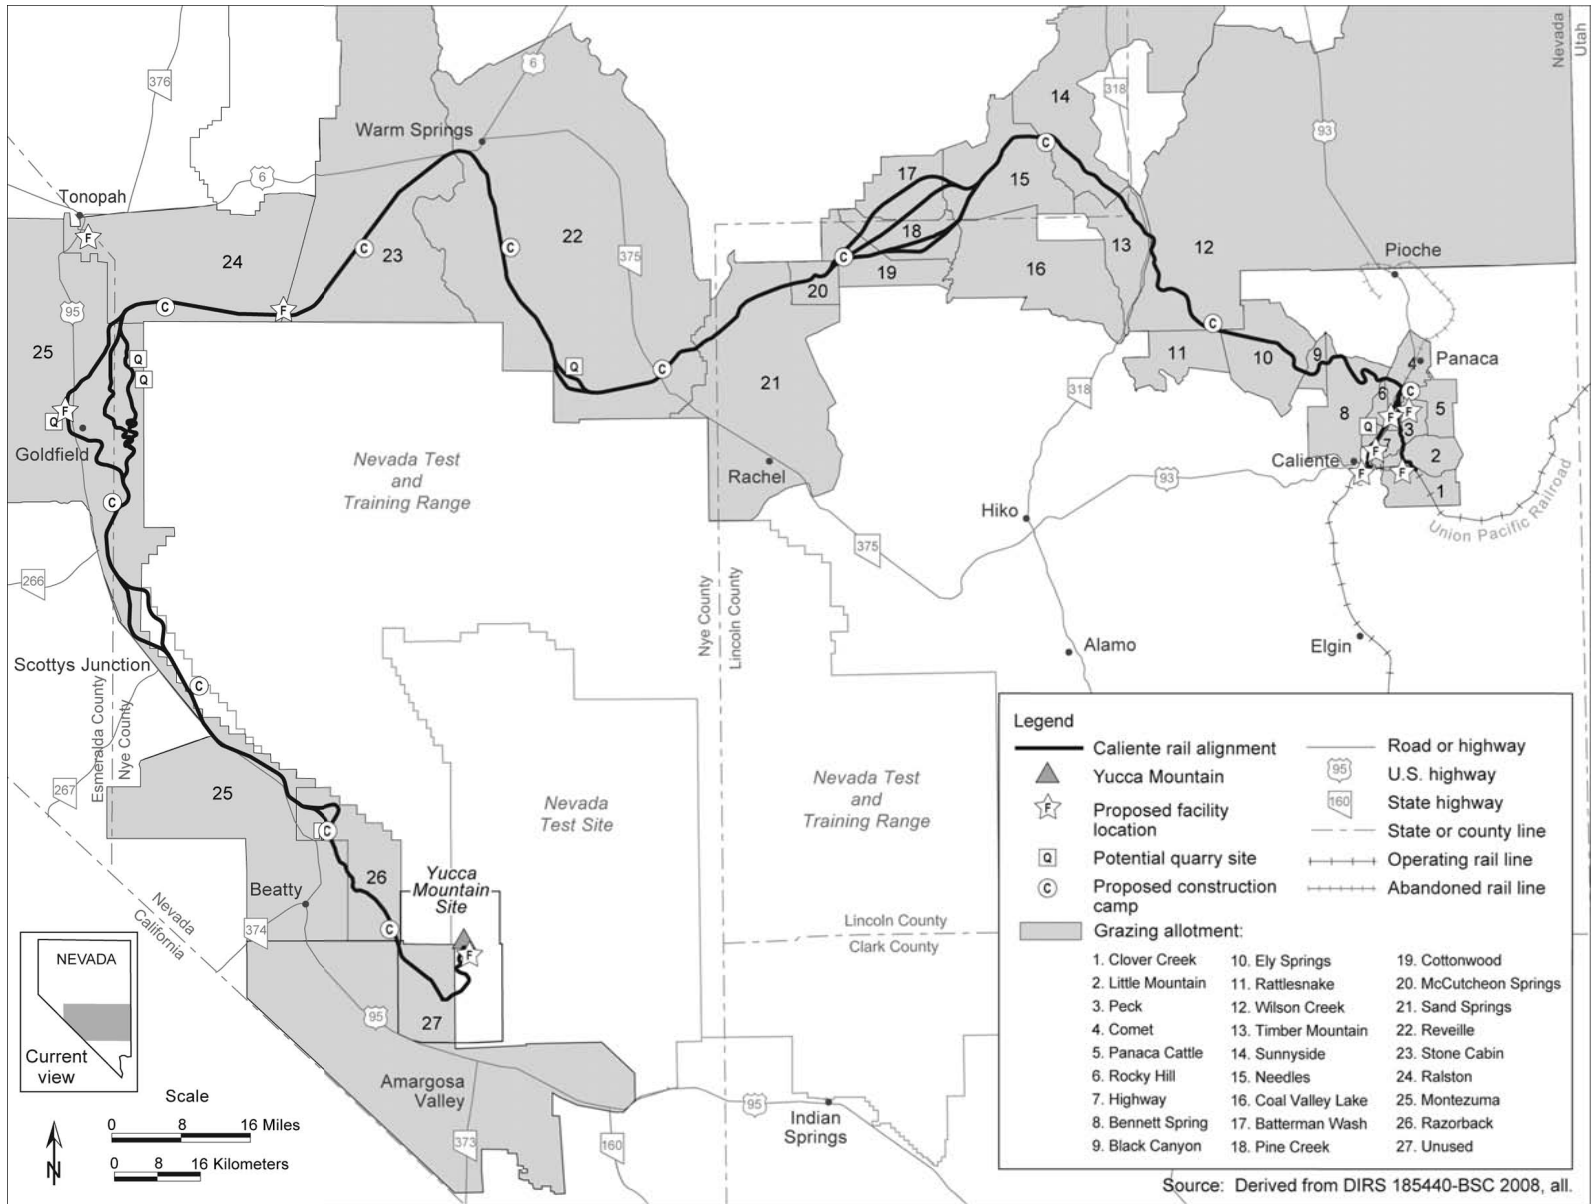 376
6
318
93
Nevada
Utah
14
Warm Springs
6
Tonopah
F
17
15
C
18
13
12
24
C
23
C
22
375
C
19
16
Pioche
20
95
C
F
25
Q
Q
F
Q
Goldfield
Q
C
21
11
10
9
4
Panaca
6
C
5
8
F
F
3
Q
7
F
2
Caliente
F
F
1
Union Pacific Railroad
318
Nevada Test
and
Training Range
Rachel
93
C
Hiko
375
266
Nye County
Lincoln County
Alamo
Elgin
Scottys Junction
C
Esmeralda County
Nye County
267
25
C
Nevada
Test Site
Nevada Test
and
Training Range
26
Yucca
Mountain
Site
Beatty
374
C
F
Nevada
California
Lincoln County
Clark County
95
27
Amargosa
Valley
373
160
95
Indian
Springs
NEVADA
Current
view
Scale
0 8 16 Miles
0 8 16 Kilometers
N
Legend
Caliente rail alignment
Yucca Mountain
F Proposed facility
location
Q Potential quarry site
C Proposed construction
camp
Grazing allotment:
Road or highway
95 U.S. highway
160 State highway
State or county line
Operating rail line
Abandoned rail line
1. Clover Creek
2. Little Mountain
3. Peck
4. Comet
5. Panaca Cattle
6. Rocky Hill
7. Highway
8. Bennett Spring
9. Black Canyon
10. Ely Springs
11. Rattlesnake
12. Wilson Creek
13. Timber Mountain
14. Sunnyside
15. Needles
16. Coal Valley Lake
17. Batterman Wash
18. Pine Creek
19. Cottonwood
20. McCutcheon Springs
21. Sand Springs
22. Reveille
23. Stone Cabin
24. Ralston
25. Montezuma
26. Razorback
27. Unused
Source: Derived from DIRS 185440-BSC 2008, all.